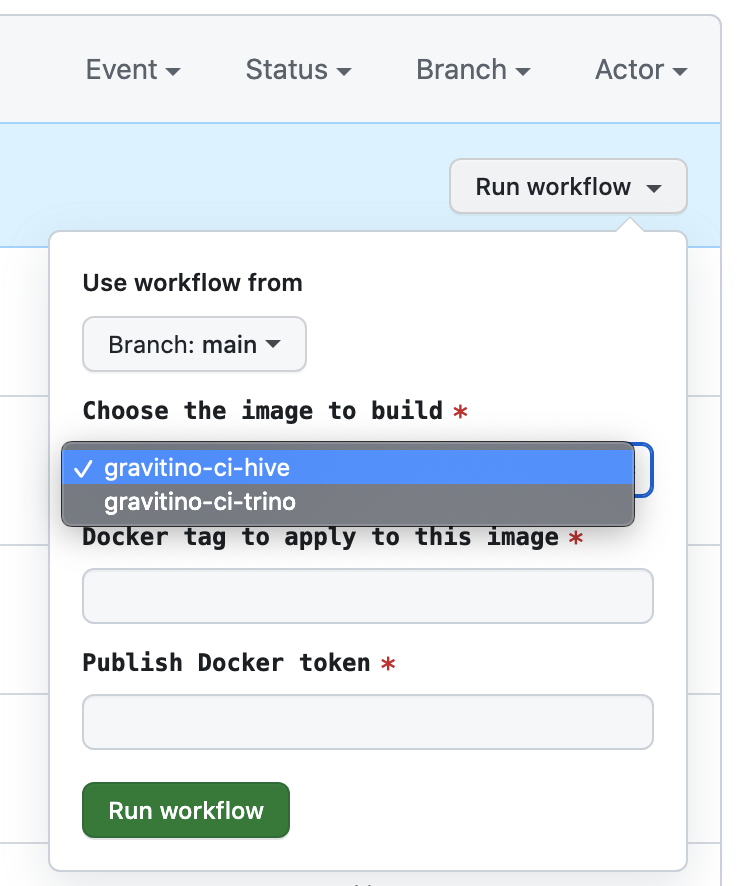 Event Status Branch Actor
Run workflow
Use workflow from
Branch: main
Choose the image to build *
✓ gravitino-ci-hive
gravitino-ci-trino
Docker tag to apply to this image *
Publish Docker token *
Run workflow